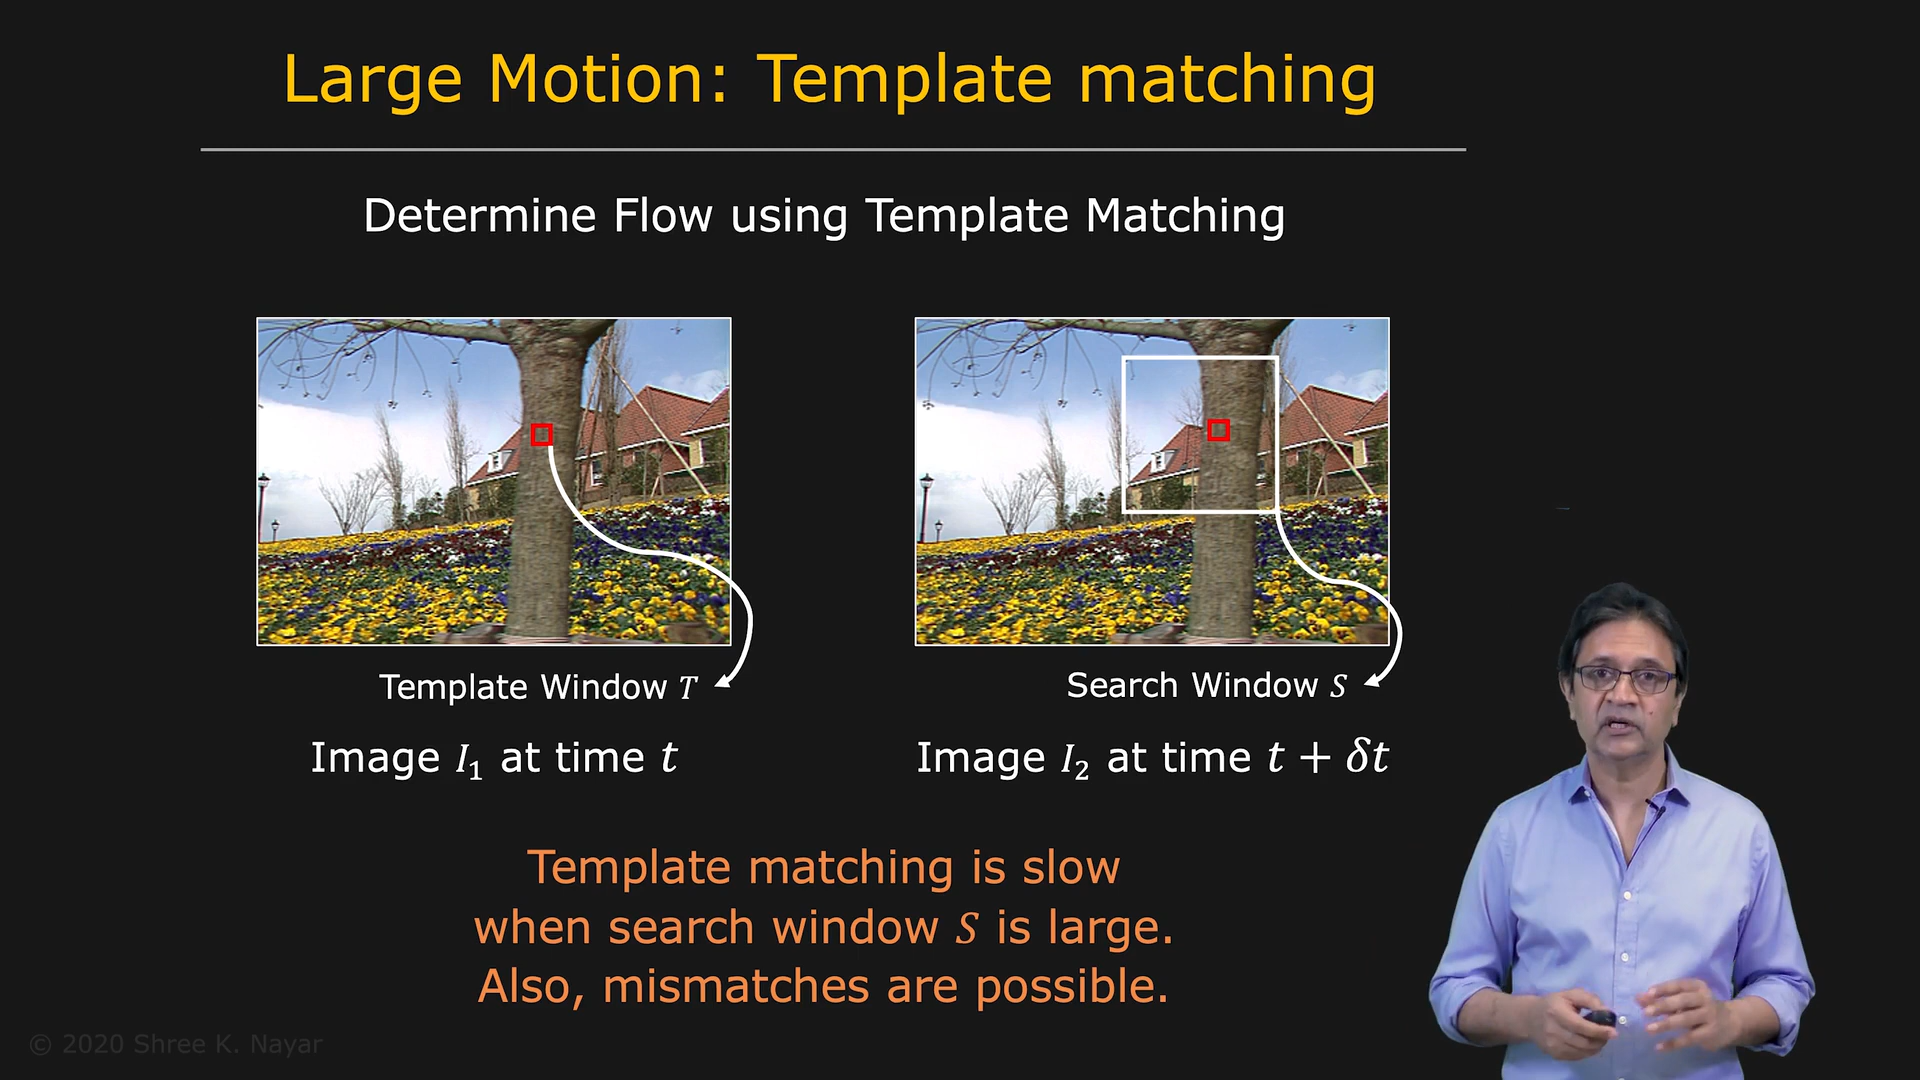 Large Motion: Template matching
Determine Flow using Template Matching
Template Window T
Search Window S
Image I₁ at time t
Image I₂ at time t + δt
Template matching is slow
when search window S is large.
Also, mismatches are possible.
© 2020 Shree K. Nayar